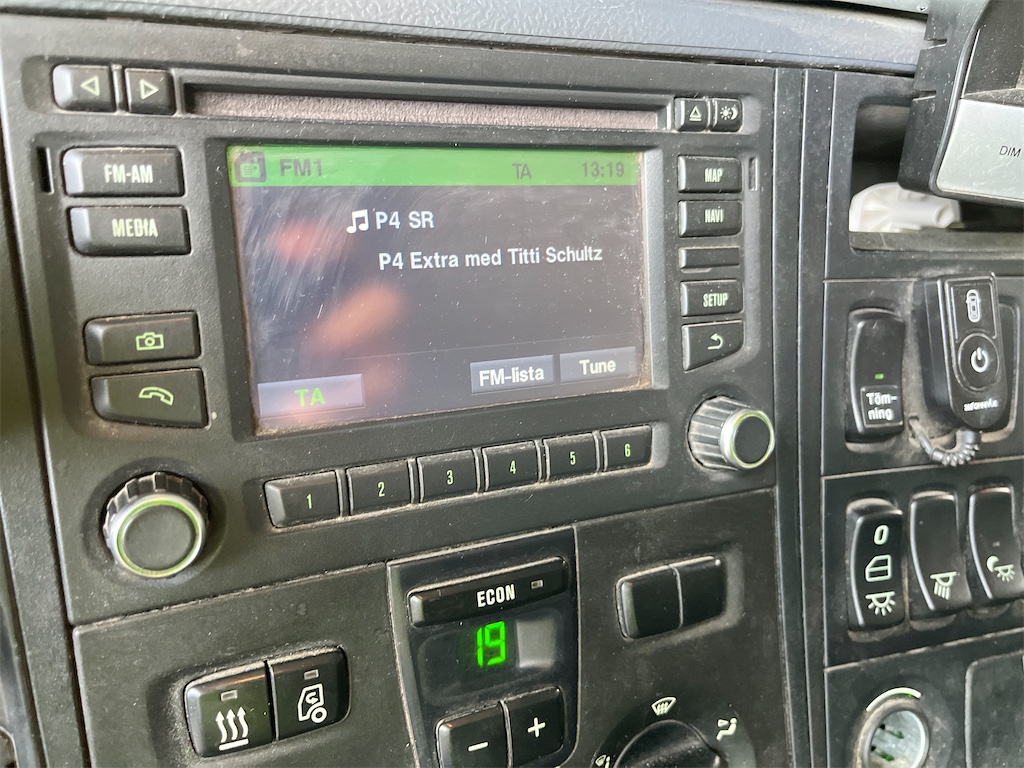 FM-AM
MEDIA
FM1 TA 13:19
P4 SR
P4 Extra med Titti Schultz
FM-lista Tune
TA
MAP
NAVI
SETUP
1 2 3 4 5 6
ECON
19
DIM
Töm-
ning
0